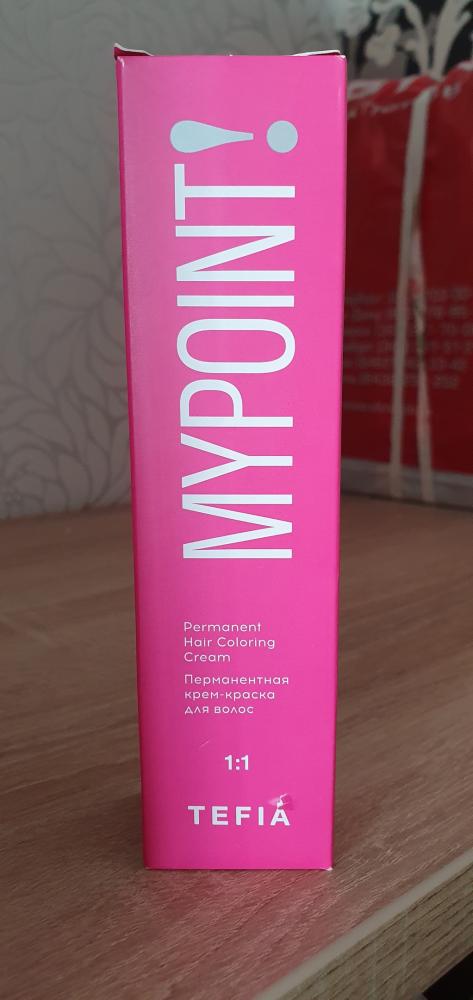 MYPOINT!
Permanent
Hair Coloring
Cream
Перманентная
крем-краска
для волос
1:1
TEFIA